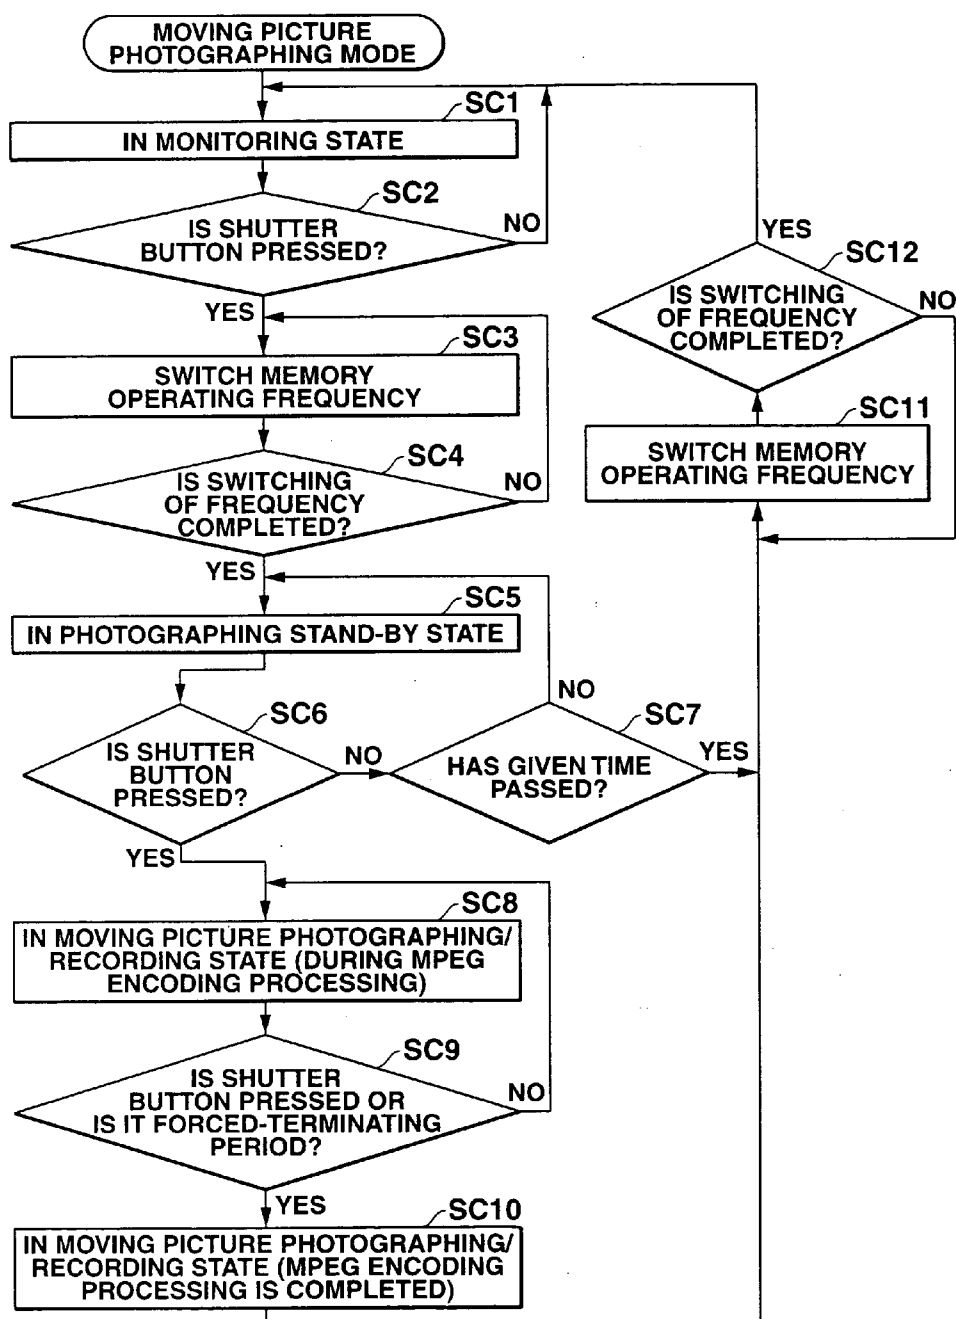 MOVING PICTURE
PHOTOGRAPHING MODE
SC1
IN MONITORING STATE
SC2
IS SHUTTER
BUTTON PRESSED?
NO
YES
SC3
SWITCH MEMORY
OPERATING FREQUENCY
SC4
IS SWITCHING
OF FREQUENCY
COMPLETED?
NO
YES
SC5
IN PHOTOGRAPHING STAND-BY STATE
SC6
IS SHUTTER
BUTTON
PRESSED?
NO
YES
SC7
HAS GIVEN TIME
PASSED?
NO
YES
SC8
IN MOVING PICTURE PHOTOGRAPHING/
RECORDING STATE (DURING MPEG
ENCODING PROCESSING)
SC9
IS SHUTTER
BUTTON PRESSED OR
IS IT FORCED-TERMINATING
PERIOD?
NO
YES
SC10
IN MOVING PICTURE PHOTOGRAPHING/
RECORDING STATE (MPEG ENCODING
PROCESSING IS COMPLETED)
SC11
SWITCH MEMORY
OPERATING FREQUENCY
SC12
IS SWITCHING
OF FREQUENCY
COMPLETED?
YES
NO